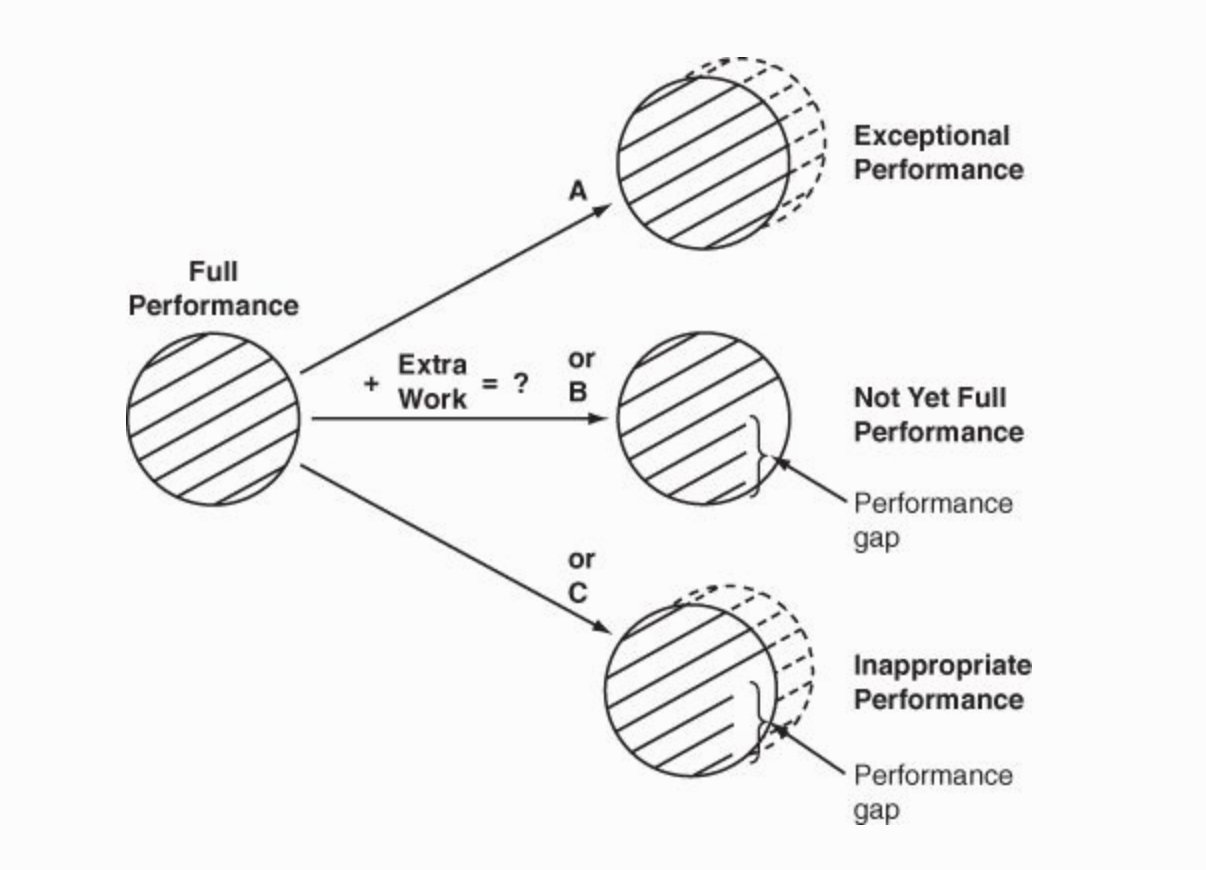 Exceptional
Performance
A
Full
Performance
+ Extra Work = ?
or
B
Not Yet Full
Performance
Performance
gap
or
C
Inappropriate
Performance
Performance
gap